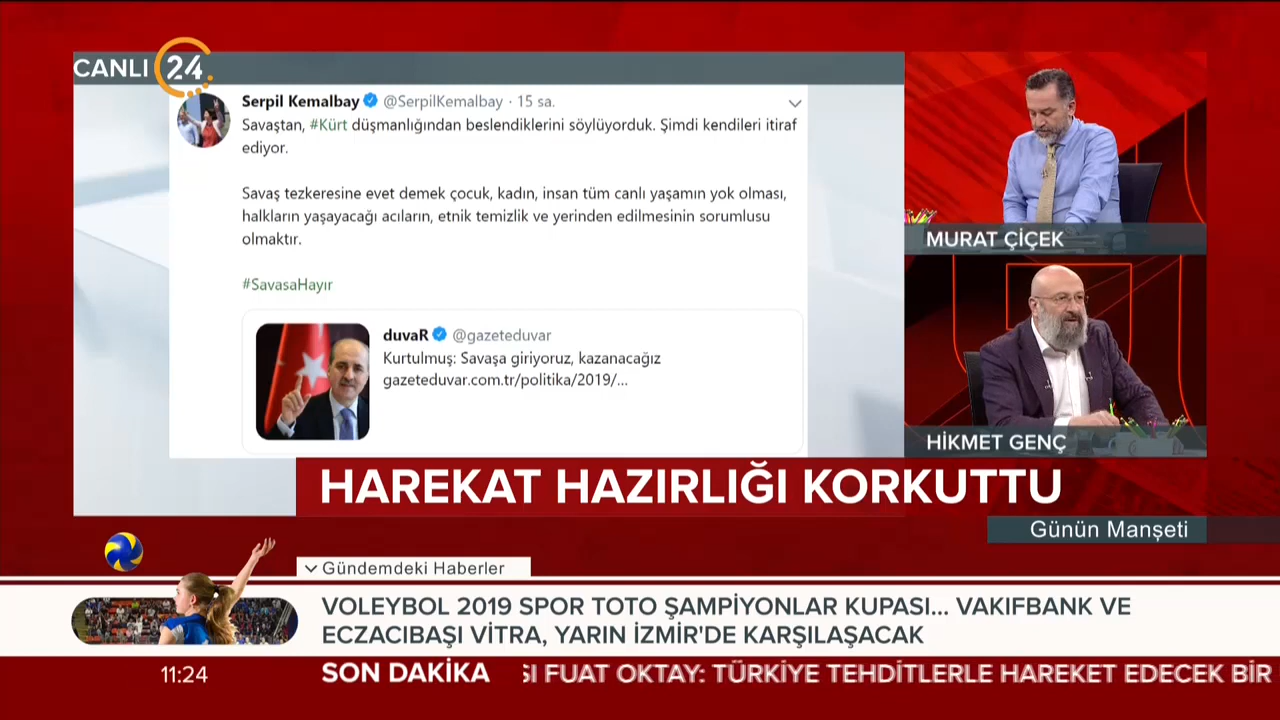 CANLI 24
Serpil Kemalbay @SerpilKemalbay · 15 sa.
Savaştan, #Kürt düşmanlığından beslendiklerini söylüyorduk. Şimdi kendileri itiraf
ediyor.
Savaş tezkeresine evet demek çocuk, kadın, insan tüm canlı yaşamın yok olması,
halkların yaşayacağı acıların, etnik temizlik ve yerinden edilmesinin sorumlusu
olmaktır.
#SavasaHayır
duvaR @gazeteduvar
Kurtulmuş: Savaşa giriyoruz, kazanacağız
gazeteduvar.com.tr/politika/2019/...
MURAT ÇİÇEK
HİKMET GENÇ
HAREKAT HAZIRLIĞI KORKUTTU
Günün Manşeti
Gündemdeki Haberler
VOLEYBOL 2019 SPOR TOTO ŞAMPİYONLAR KUPASI... VAKIFBANK VE
ECZACIBAŞI VİTRA, YARIN İZMİR'DE KARŞILAŞACAK
11:24
SON DAKİKA
FUAT OKTAY: TÜRKİYE TEHDİTLERLE HAREKET EDECEK BİR